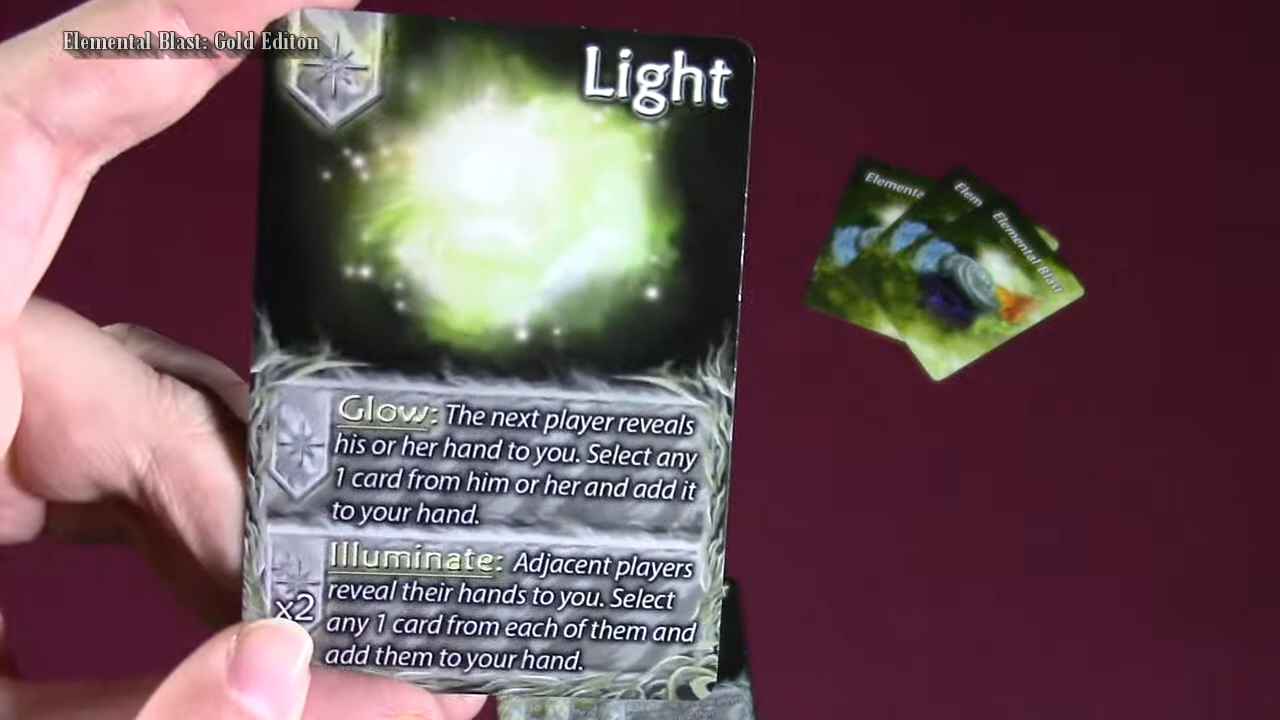 Elemental Blast: Gold Editon
Light
Glow: The next player reveals
his or her hand to you. Select any
1 card from him or her and add it
to your hand.
Illuminate: Adjacent players
reveal their hands to you. Select
x2
any 1 card from each of them and
add them to your hand.
Elementa
Elem
Elemental Blast